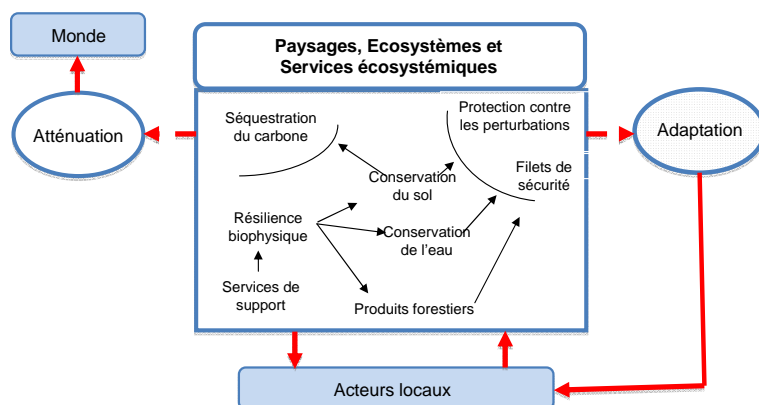 Monde
Paysages, Ecosystèmes et
Services écosystémiques
Atténuation
Séquestration
du carbone
Protection contre
les perturbations
Adaptation
Filets de
sécurité
Conservation
du sol
Résilience
biophysique
Conservation
de l'eau
Services de
support
Produits forestiers
Acteurs locaux